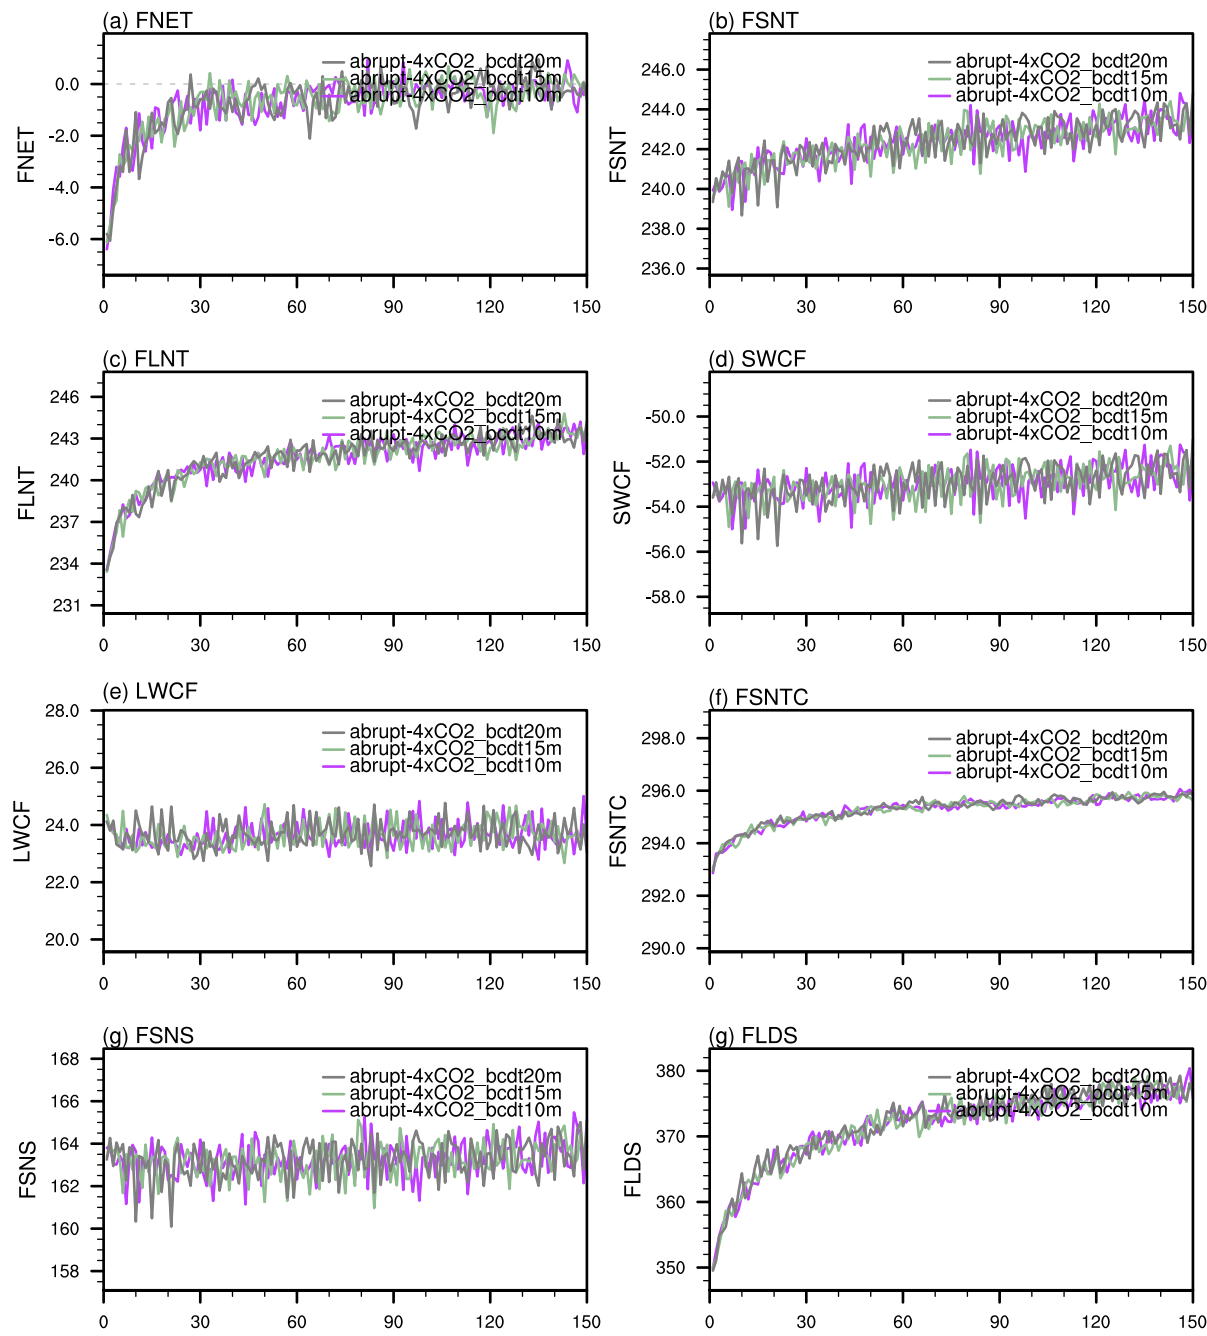 (a) FNET
abrupt-4xCO2_bcdt20m
abrupt-4xCO2_bcdt15m
abrupt-4xCO2_bcdt10m
0.0
-2.0
-4.0
-6.0
FNET
0 30 60 90 120 150
(b) FSNT
abrupt-4xCO2_bcdt20m
abrupt-4xCO2_bcdt15m
abrupt-4xCO2_bcdt10m
246.0
244.0
242.0
240.0
238.0
236.0
FSNT
0 30 60 90 120 150
(c) FLNT
abrupt-4xCO2_bcdt20m
abrupt-4xCO2_bcdt15m
abrupt-4xCO2_bcdt10m
246
243
240
237
234
231
FLNT
0 30 60 90 120 150
(d) SWCF
abrupt-4xCO2_bcdt20m
abrupt-4xCO2_bcdt15m
abrupt-4xCO2_bcdt10m
-50.0
-52.0
-54.0
-56.0
-58.0
SWCF
0 30 60 90 120 150
(e) LWCF
abrupt-4xCO2_bcdt20m
abrupt-4xCO2_bcdt15m
abrupt-4xCO2_bcdt10m
28.0
26.0
24.0
22.0
20.0
LWCF
0 30 60 90 120 150
(f) FSNTC
abrupt-4xCO2_bcdt20m
abrupt-4xCO2_bcdt15m
abrupt-4xCO2_bcdt10m
298.0
296.0
294.0
292.0
290.0
FSNTC
0 30 60 90 120 150
(g) FSNS
abrupt-4xCO2_bcdt20m
abrupt-4xCO2_bcdt15m
abrupt-4xCO2_bcdt10m
168
166
164
162
160
158
FSNS
0 30 60 90 120 150
(g) FLDS
abrupt-4xCO2_bcdt20m
abrupt-4xCO2_bcdt15m
abrupt-4xCO2_bcdt10m
380
370
360
350
FLDS
0 30 60 90 120 150